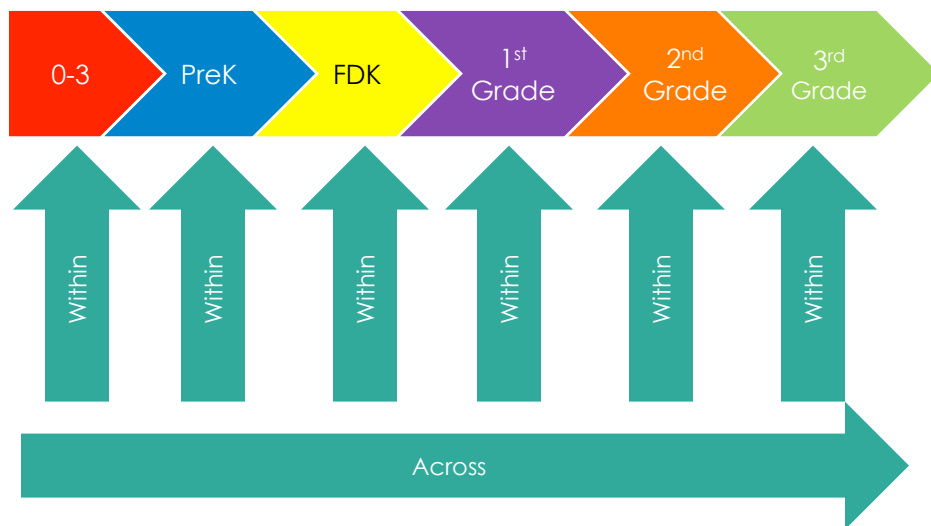 0-3
PreK
FDK
1st
Grade
2nd
Grade
3rd
Grade
Within
Within
Within
Within
Within
Within
Across